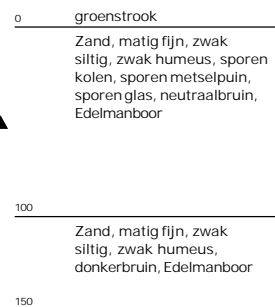 0 groenstrook
Zand, matig fijn, zwak
siltig, zwak humeus, sporen
kolen, sporen metselpuin,
sporen glas, neutraalbruin,
Edelmanboor
100
Zand, matig fijn, zwak
siltig, zwak humeus,
donkerbruin, Edelmanboor
150